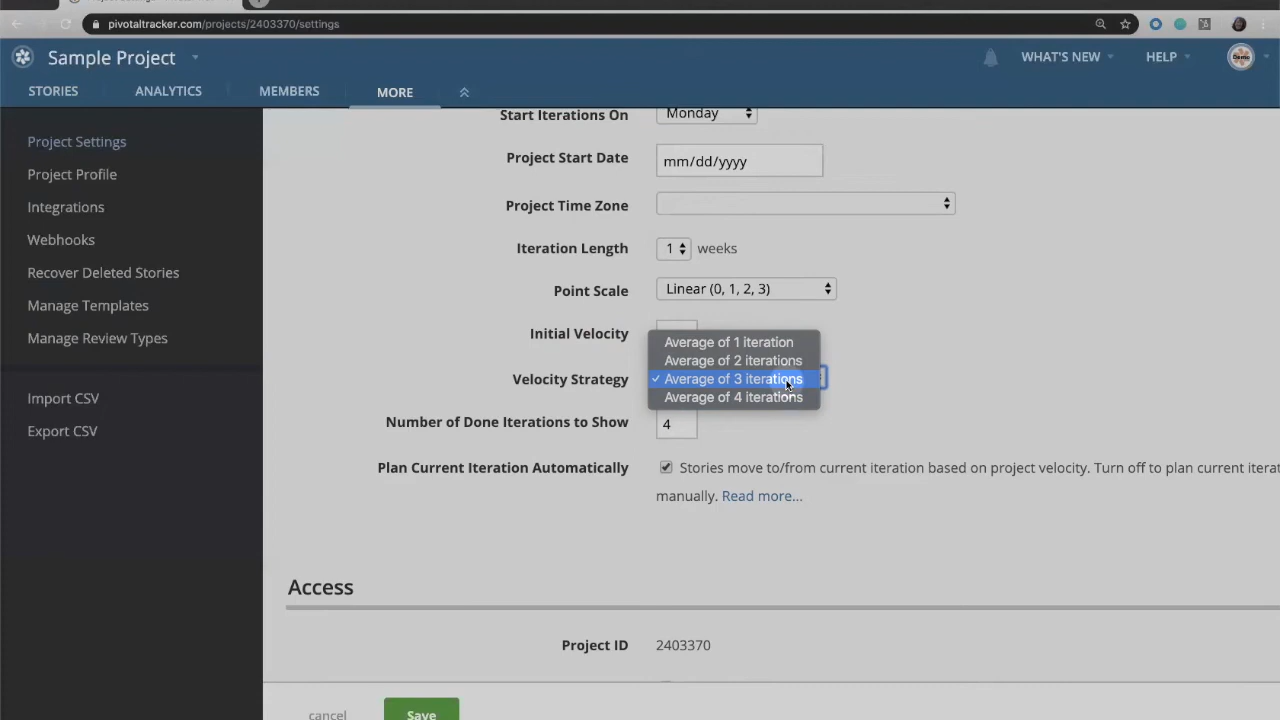 pivotaltracker.com/projects/2403370/settings
Sample Project
WHAT'S NEW
HELP
STORIES
ANALYTICS
MEMBERS
MORE
Project Settings
Project Profile
Integrations
Webhooks
Recover Deleted Stories
Manage Templates
Manage Review Types
Import CSV
Export CSV
Start Iterations On Monday
Project Start Date mm/dd/yyyy
Project Time Zone
Iteration Length 1 weeks
Point Scale Linear (0, 1, 2, 3)
Initial Velocity
Velocity Strategy
Average of 1 iteration
Average of 2 iterations
✓ Average of 3 iterations
Average of 4 iterations
Number of Done Iterations to Show 4
Plan Current Iteration Automatically Stories move to/from current iteration based on project velocity. Turn off to plan current
manually. Read more...
Access
Project ID 2403370
cancel
Save